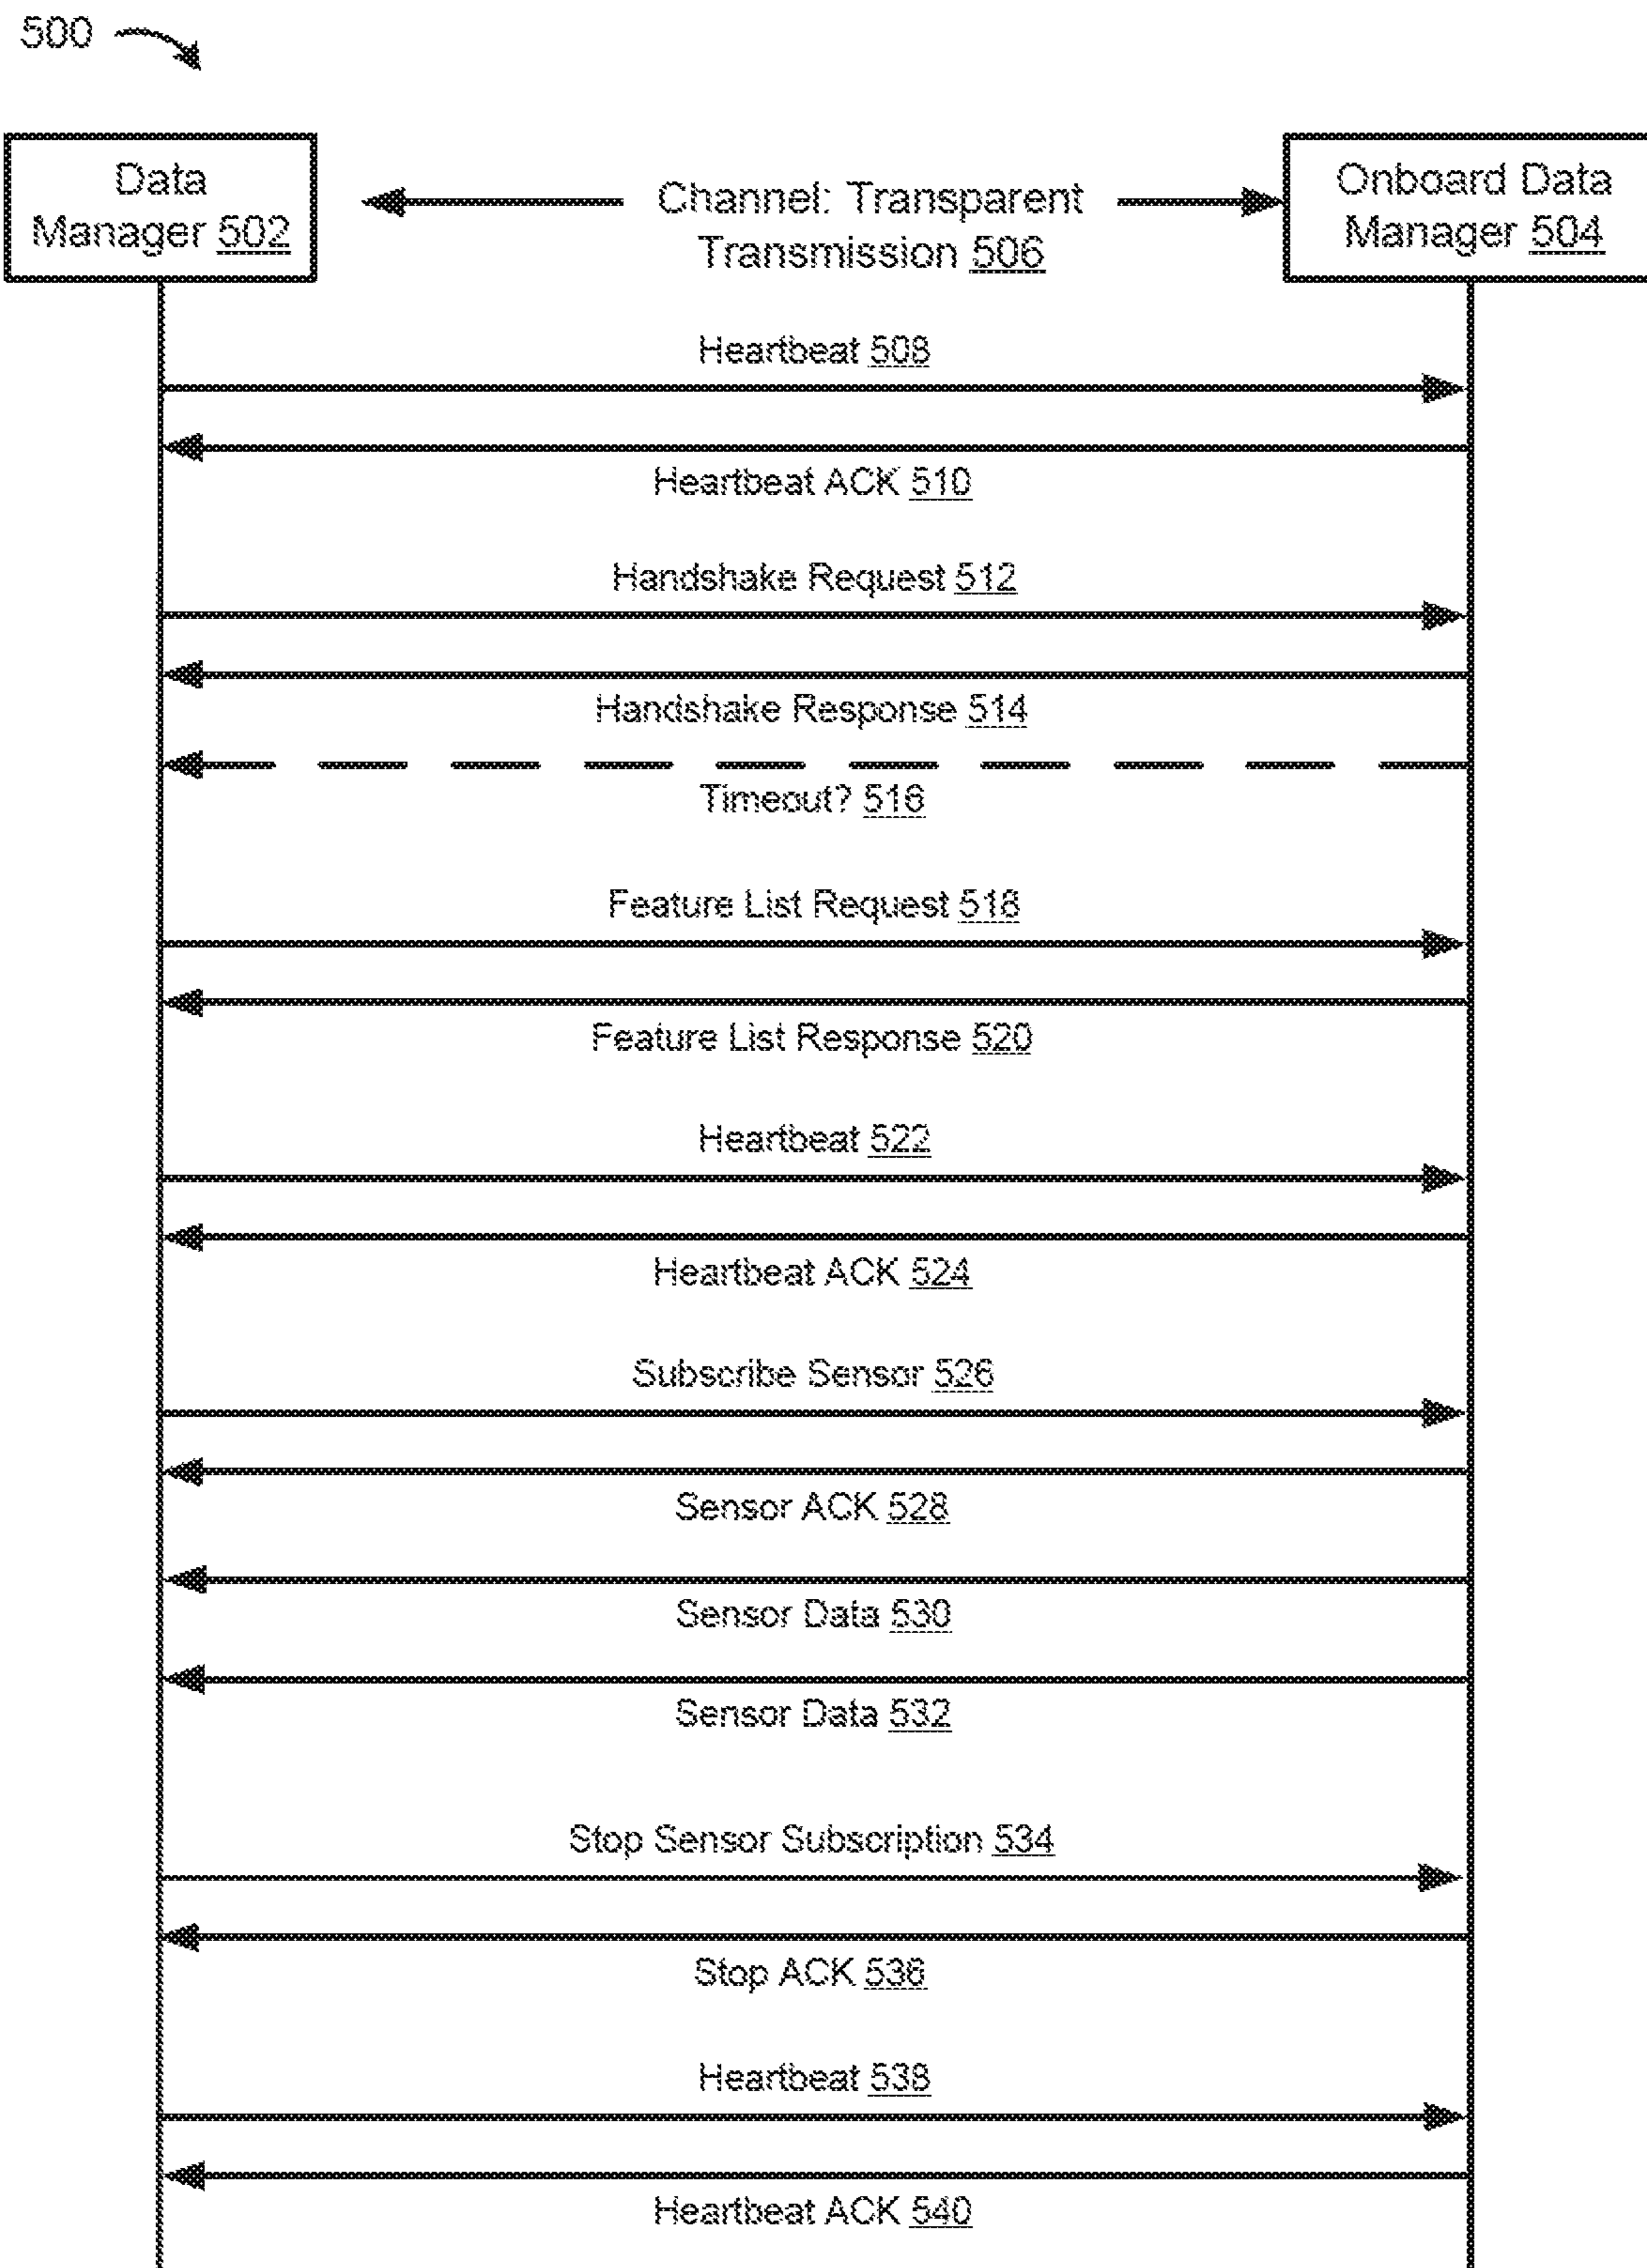 500
Data
Manager 502
Channel: Transparent
Transmission 506
Onboard Data
Manager 504
Heartbeat 508
Heartbeat ACK 510
Handshake Request 512
Handshake Response 514
Timeout? 516
Feature List Request 518
Feature List Response 520
Heartbeat 522
Heartbeat ACK 524
Subscribe Sensor 526
Sensor ACK 528
Sensor Data 530
Sensor Data 532
Stop Sensor Subscription 534
Stop ACK 536
Heartbeat 538
Heartbeat ACK 540